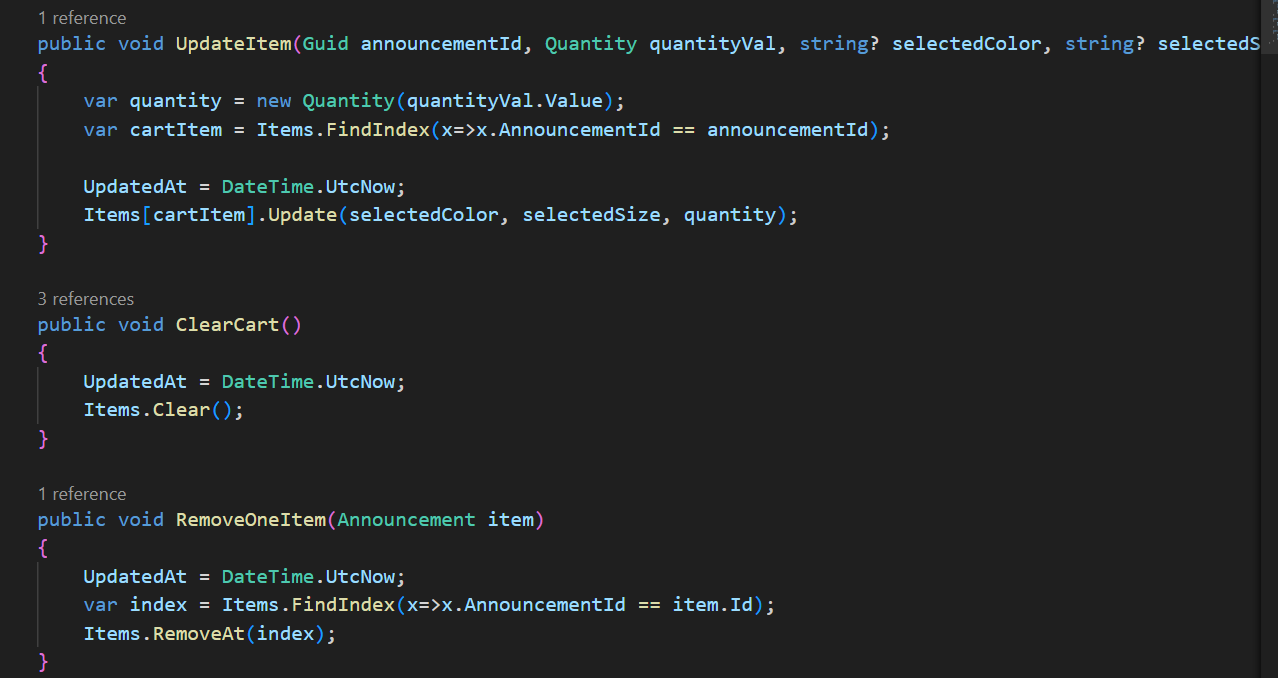 1 reference
public void UpdateItem(Guid announcementId, Quantity quantityVal, string? selectedColor, string? selectedS
{
var quantity = new Quantity(quantityVal.Value);
var cartItem = Items.FindIndex(x=>x.AnnouncementId == announcementId);
UpdatedAt = DateTime.UtcNow;
Items[cartItem].Update(selectedColor, selectedSize, quantity);
}
3 references
public void ClearCart()
{
UpdatedAt = DateTime.UtcNow;
Items.Clear();
}
1 reference
public void RemoveOneItem(Announcement item)
{
UpdatedAt = DateTime.UtcNow;
var index = Items.FindIndex(x=>x.AnnouncementId == item.Id);
Items.RemoveAt(index);
}